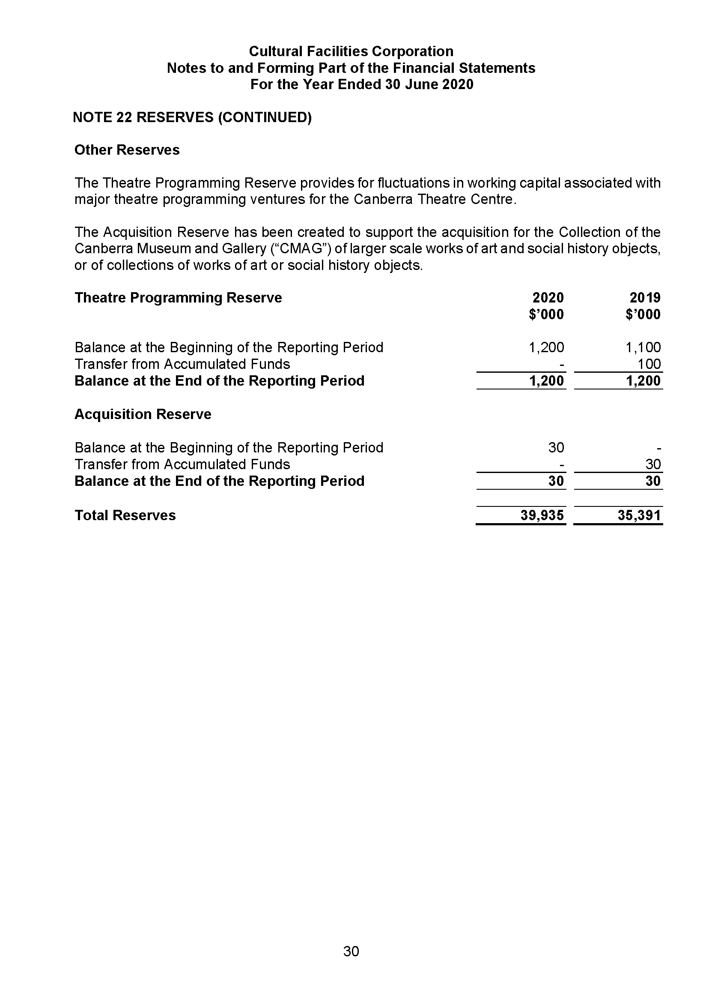 Cultural Facilities Corporation
Notes to and Forming Part of the Financial Statements
For the Year Ended 30 June 2020
NOTE 22 RESERVES (CONTINUED)
Other Reserves
The Theatre Programming Reserve provides for fluctuations in working capital associated with
major theatre programming ventures for the Canberra Theatre Centre.
The Acquisition Reserve has been created to support the acquisition for the Collection of the
Canberra Museum and Gallery (“CMAG”) of larger scale works of art and social history objects,
or of collections of works of art or social history objects.
Theatre Programming Reserve 2020 2019
$’000 $’000
Balance at the Beginning of the Reporting Period 1,200 1,100
Transfer from Accumulated Funds - 100
Balance at the End of the Reporting Period 1,200 1,200
Acquisition Reserve
Balance at the Beginning of the Reporting Period 30 -
Transfer from Accumulated Funds - 30
Balance at the End of the Reporting Period 30 30
Total Reserves 39,935 35,391
30